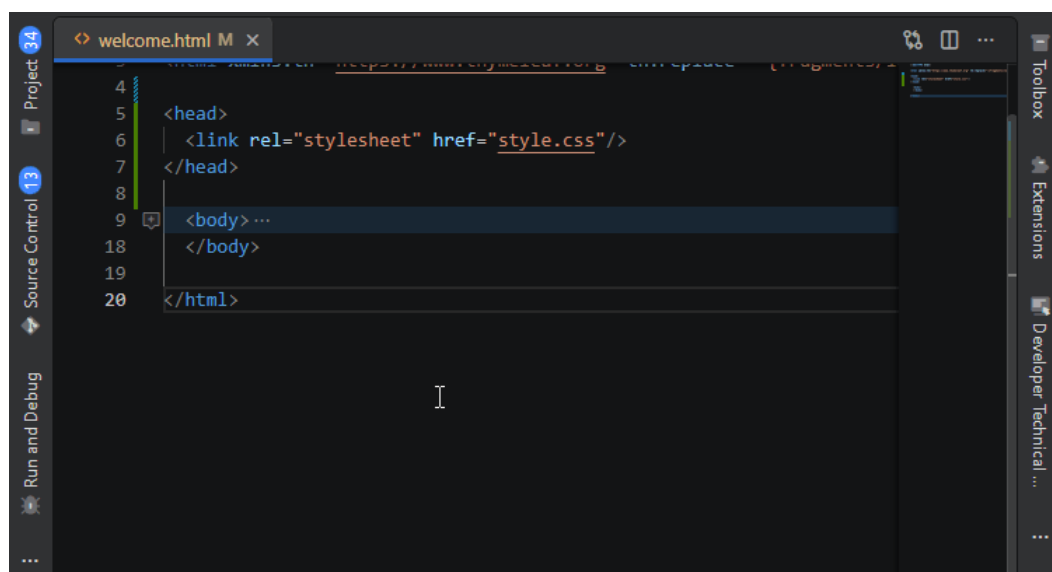 Project 34
Source Control 13
Run and Debug
...
welcome.html M ×
4
5 <head>
6 <link rel="stylesheet" href="style.css"/>
7 </head>
8
9 <body>...
18 </body>
19
20 </html>
Toolbox
Extensions
Developer Technical ...
...